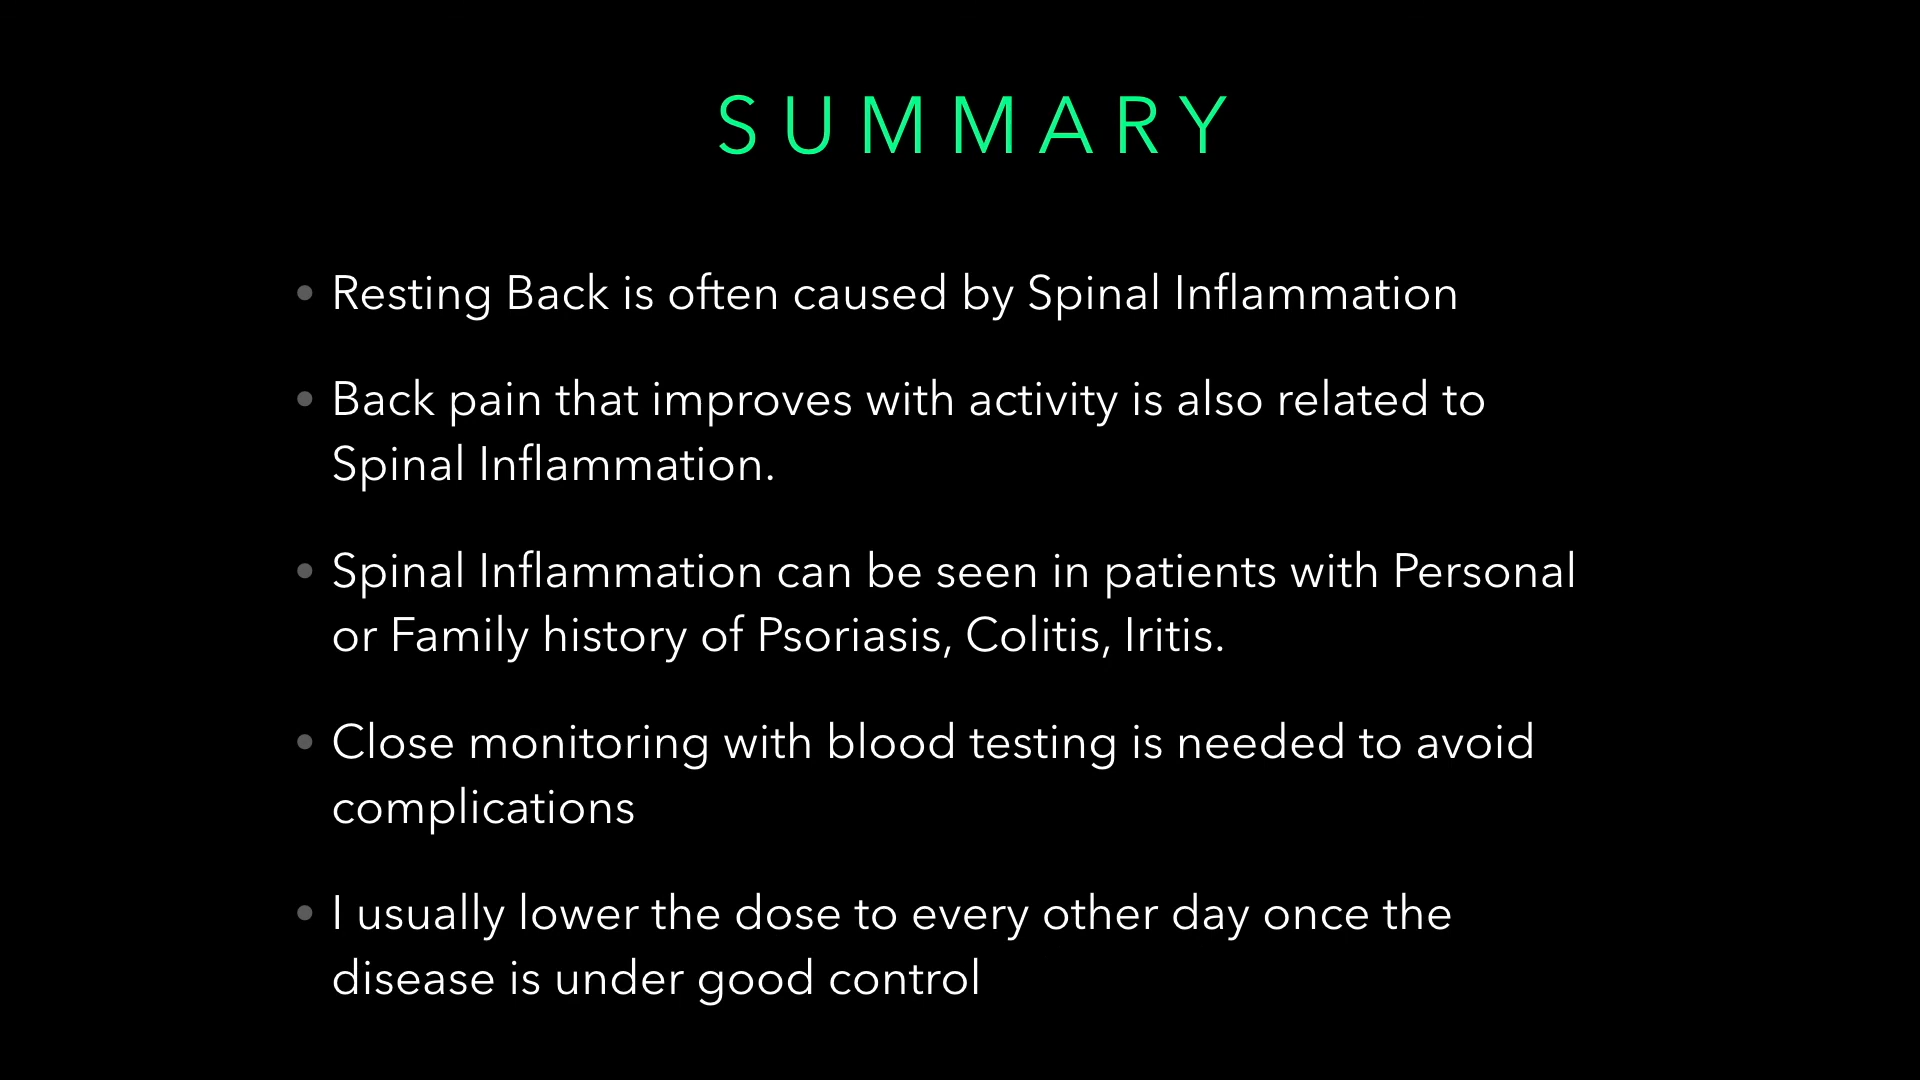 SUMMARY
• Resting Back is often caused by Spinal Inflammation
• Back pain that improves with activity is also related to
Spinal Inflammation.
• Spinal Inflammation can be seen in patients with Personal
or Family history of Psoriasis, Colitis, Iritis.
• Close monitoring with blood testing is needed to avoid
complications
• I usually lower the dose to every other day once the
disease is under good control